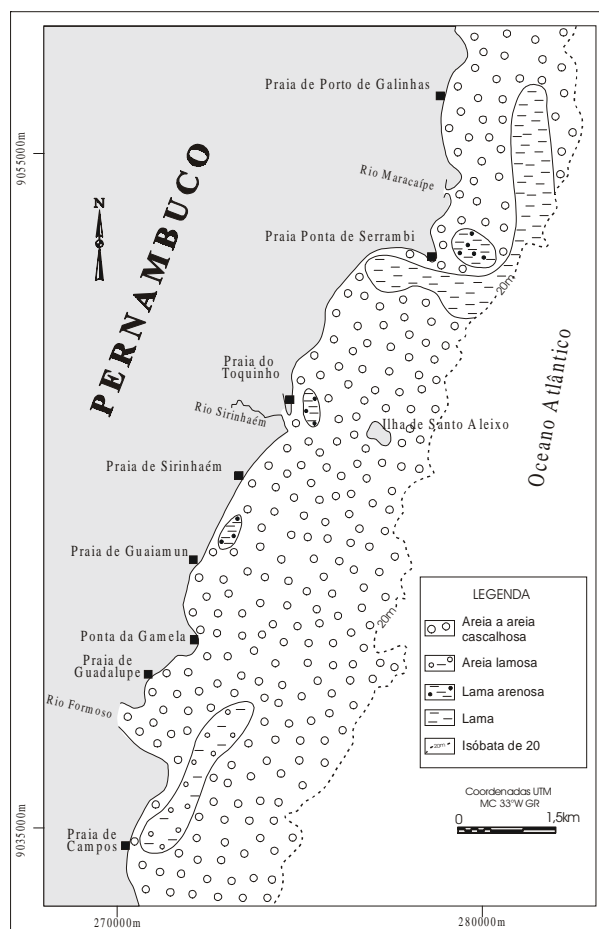 Praia de Porto de Galinhas
9055000m
PERNAMBUCO
Rio Maracaípe
N
Praia Ponta de Serrambi
20m
Praia do
Toquinho
Oceano Atlântico
Rio Sirinhaém
Ilha de Santo Aleixo
Praia de Sirinhaém
Praia de Guaiamun
LEGENDA
Areia a areia
cascalhosa
Areia lamosa
Lama arenosa
Lama
20m
Isóbata de 20
20m
Ponta da Gamela
Praia de
Guadalupe
Rio Formoso
Coordenadas UTM
MC 33°W GR
0 1,5km
9035000m
Praia de
Campos
270000m
280000m